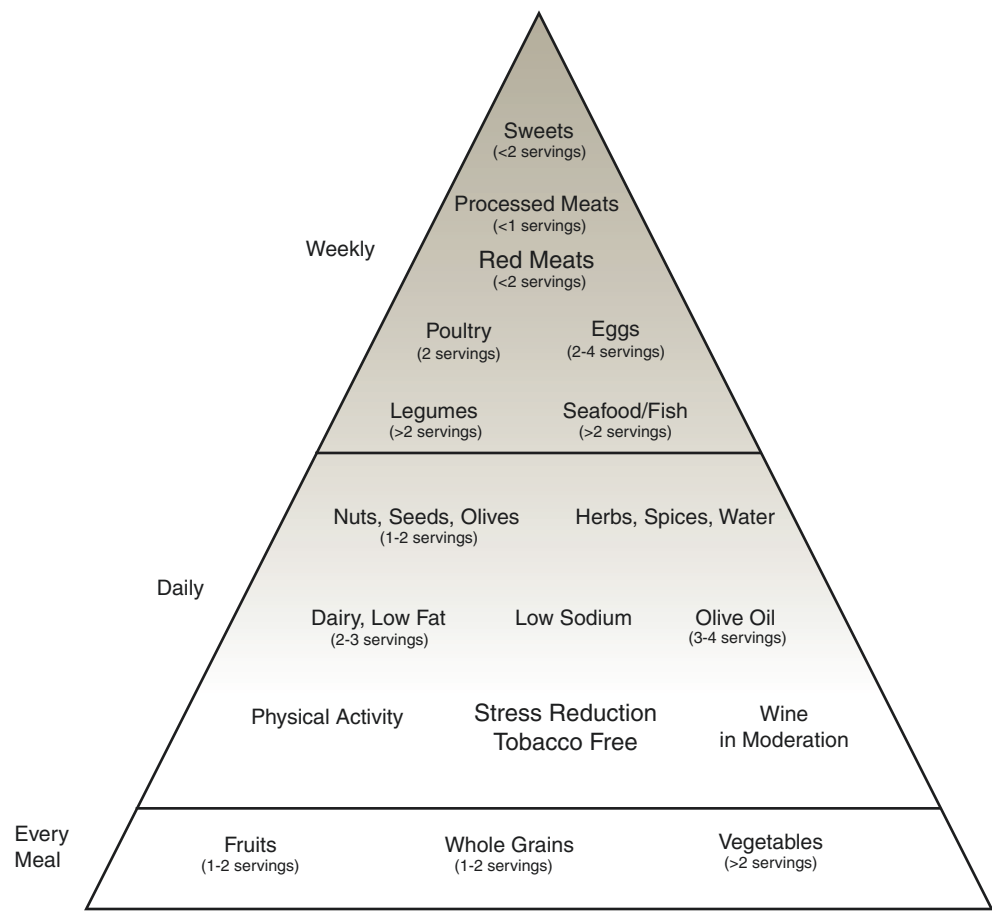 Sweets
(<2 servings)
Processed Meats
(<1 servings)
Weekly
Red Meats
(<2 servings)
Poultry
(2 servings)
Eggs
(2-4 servings)
Legumes
(>2 servings)
Seafood/Fish
(>2 servings)
Nuts, Seeds, Olives
(1-2 servings)
Herbs, Spices, Water
Daily
Dairy, Low Fat
(2-3 servings)
Low Sodium
Olive Oil
(3-4 servings)
Physical Activity
Stress Reduction
Tobacco Free
Wine
in Moderation
Every
Meal
Fruits
(1-2 servings)
Whole Grains
(1-2 servings)
Vegetables
(>2 servings)